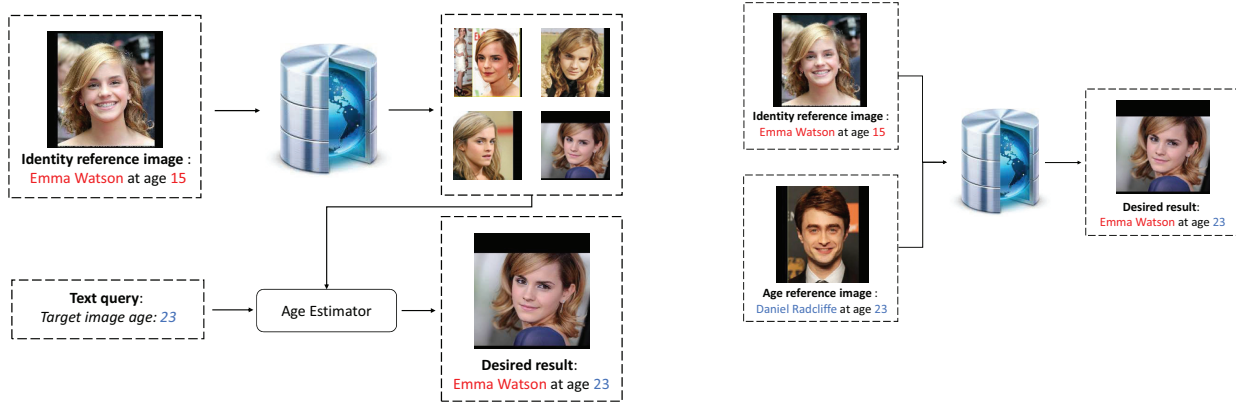 Identity reference image :
Emma Watson at age 15
Text query:
Target image age: 23
Age Estimator
Desired result:
Emma Watson at age 23
Identity reference image :
Emma Watson at age 15
Age reference image :
Daniel Radcliffe at age 23
Desired result:
Emma Watson at age 23